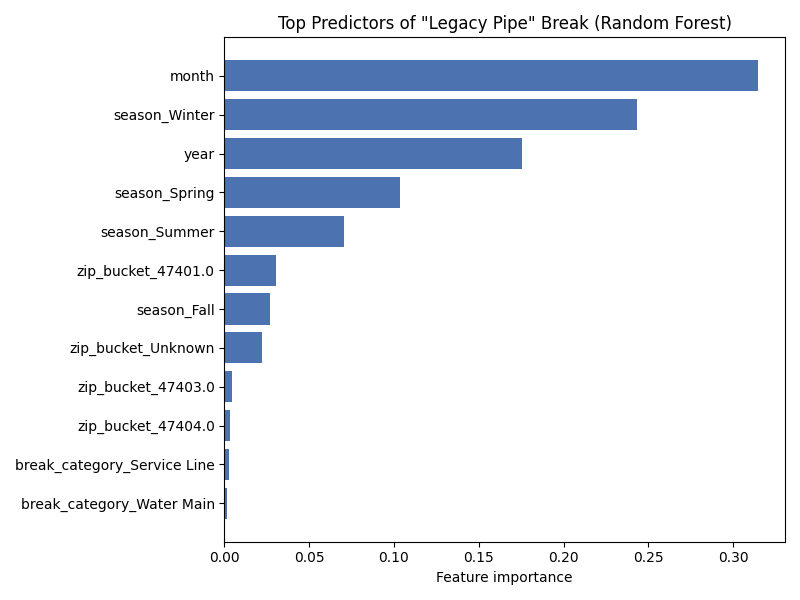 Top Predictors of "Legacy Pipe" Break (Random Forest)
month
season_Winter
year
season_Spring
season_Summer
zip_bucket_47401.0
season_Fall
zip_bucket_Unknown
zip_bucket_47403.0
zip_bucket_47404.0
break_category_Service Line
break_category_Water Main
0.00 0.05 0.10 0.15 0.20 0.25 0.30
Feature importance